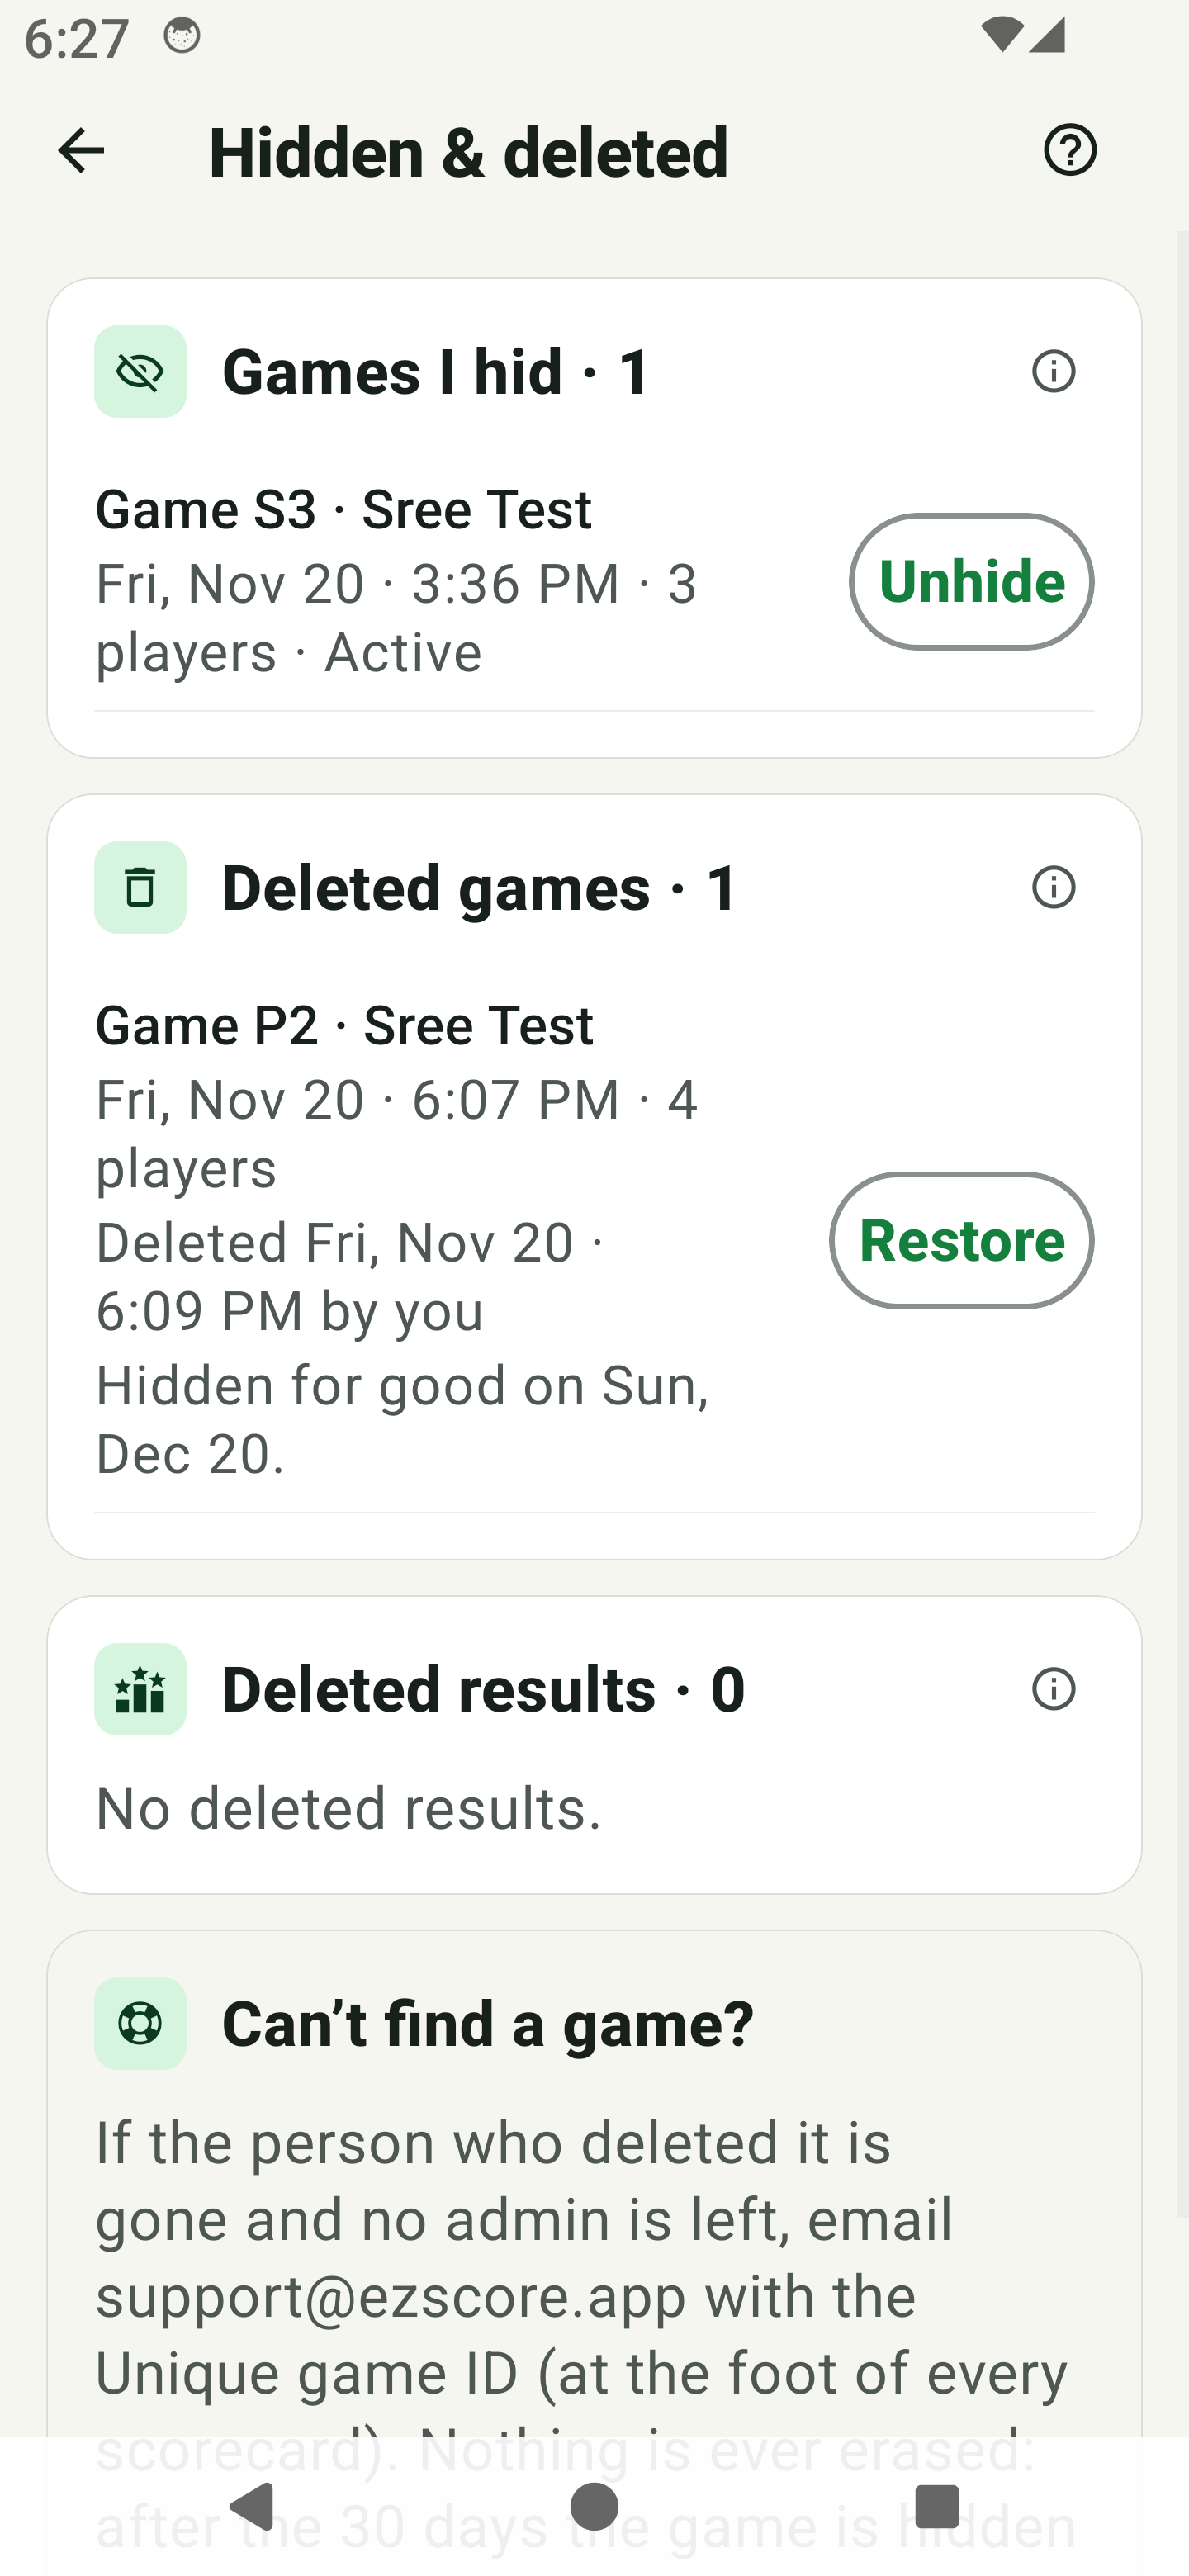 6:27
Hidden & deleted
Games I hid · 1
Game S3 · Sree Test
Fri, Nov 20 · 3:36 PM · 3
players · Active
Unhide
Deleted games · 1
Game P2 · Sree Test
Fri, Nov 20 · 6:07 PM · 4
players
Deleted Fri, Nov 20 ·
6:09 PM by you
Hidden for good on Sun,
Dec 20.
Restore
Deleted results · 0
No deleted results.
Can’t find a game?
If the person who deleted it is
gone and no admin is left, email
support@ezscore.app with the
Unique game ID (at the foot of every
scorecard). Nothing is ever erased:
after the 30 days the game is hidden